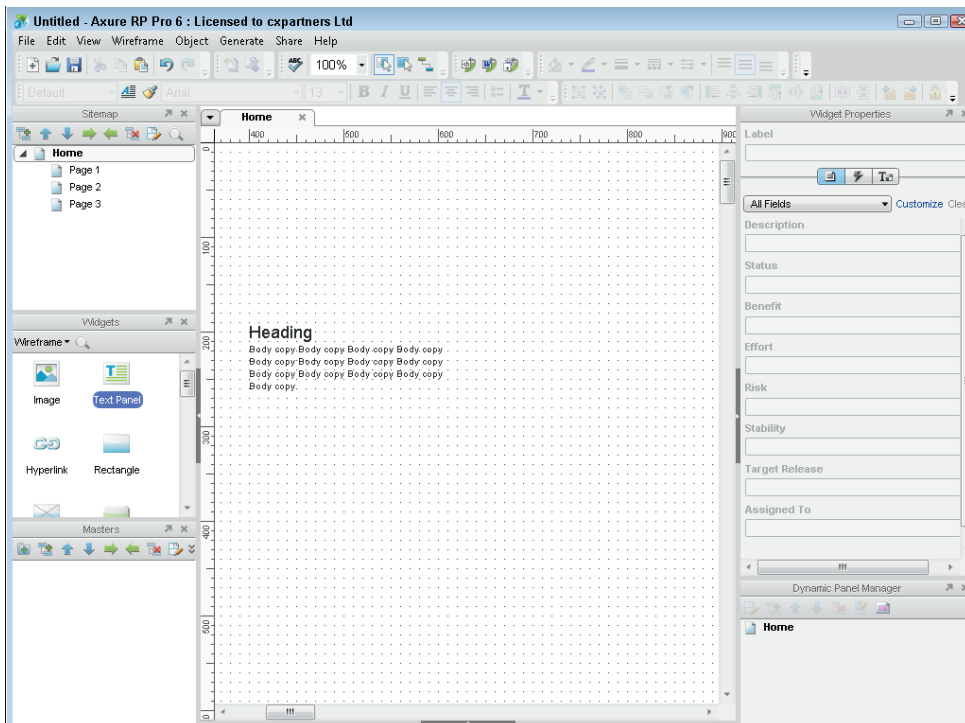 Untitled - Axure RP Pro 6 : Licensed to cxpartners Ltd
File Edit View Wireframe Object Generate Share Help
ABC 100%
Default Arial 13 B I U T
Sitemap
Home
Page 1
Page 2
Page 3
Widgets
Wireframe
Image
Text Panel
Hyperlink
Rectangle
Masters
Home
400 500 600 700 800 900
0
100
200
300
400
500
600
Heading
Body copy Body copy Body copy Body copy
Body copy Body copy Body copy Body copy
Body copy Body copy Body copy Body copy
Body copy.
Widget Properties
Label
All Fields Customize Clea
Description
Status
Benefit
Effort
Risk
Stability
Target Release
Assigned To
Dynamic Panel Manager
Home